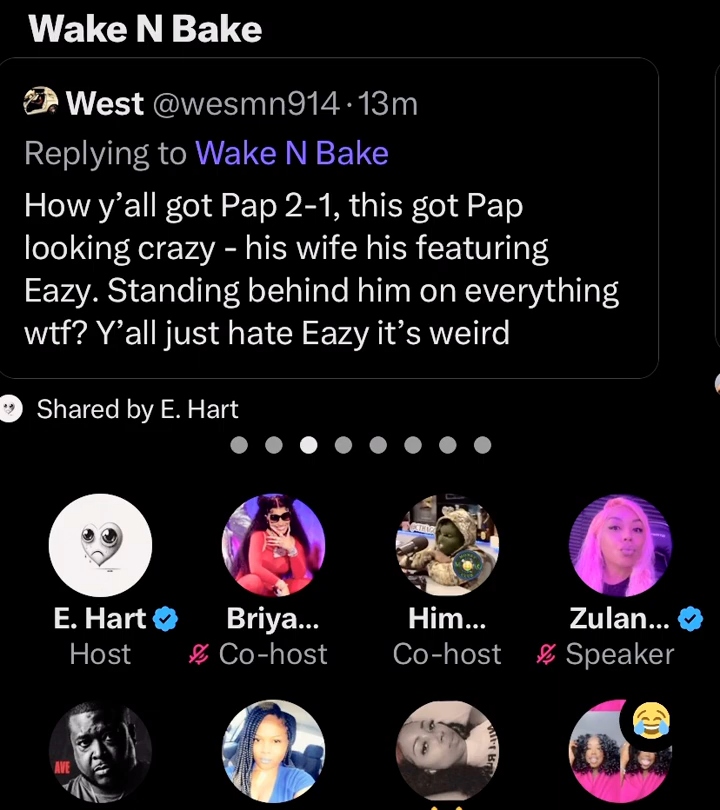 Wake N Bake
West @wesmn914 · 13m
Replying to Wake N Bake
How y’all got Pap 2-1, this got Pap
looking crazy - his wife his featuring
Eazy. Standing behind him on everything
wtf? Y’all just hate Eazy it’s weird
Shared by E. Hart
E. Hart Briya... Him... Zulan...
Host Co-host Co-host Speaker
AVE